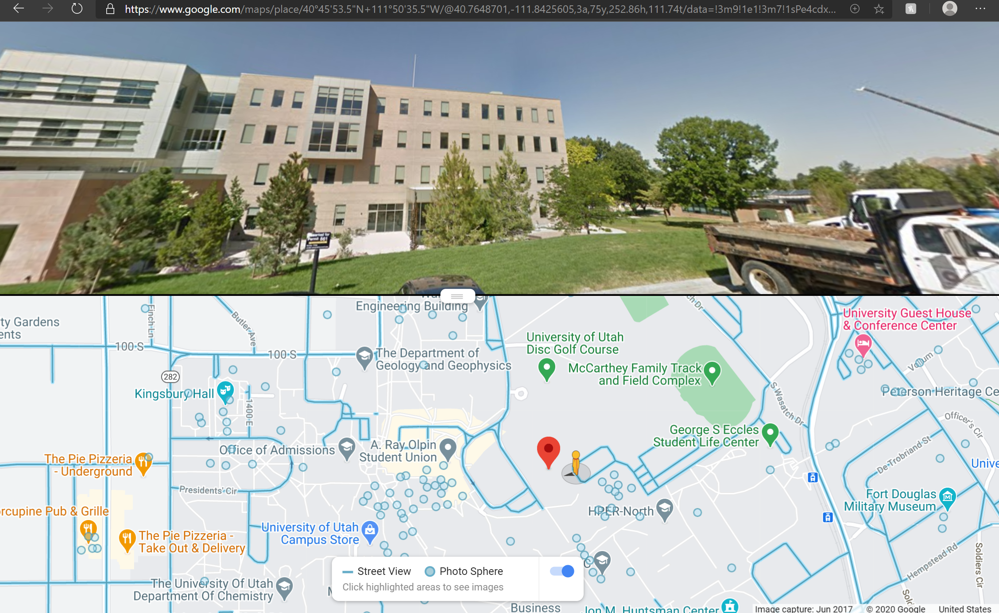 https://www.google.com/maps/place/40°45'53.5"N+111°50'35.5"W/@40.7648701,-111.8425605,3a,75y,252.86h,111.74t/data=!3m9!1e1!3m7!1sPe4cdx...
Permit 861
Engineering Building
ty Gardens
ents
Finch Ln
Butler Ave
ch Dr
University Guest House
& Conference Center
100 S
100 S
The Department of
Geology and Geophysics
University of Utah
Disc Golf Course
McCarthey Family Track
and Field Complex
Vollum
282
Kingsbury Hall
1400 E
S Wasatch Dr
Peterson Heritage Ce
Officer's Cir
George S Eccles
Student Life Center
Office of Admissions
A. Ray Olpin
Student Union
De Trobriand St
The Pie Pizzeria
- Underground
Unive
Presidents' Cir
Fort Douglas
Military Museum
HPER-North
orcupine Pub & Grille
University of Utah
Campus Store
The Pie Pizzeria -
Take Out & Delivery
Hempstead Rd
Soldiers Cir
C
Street View
Photo Sphere
Click highlighted areas to see images
The University Of Utah
Department Of Chemistry
M
Business
Jon M. Huntsman Center
Sold
Image capture: Jun 2017
© 2020 Google
United States